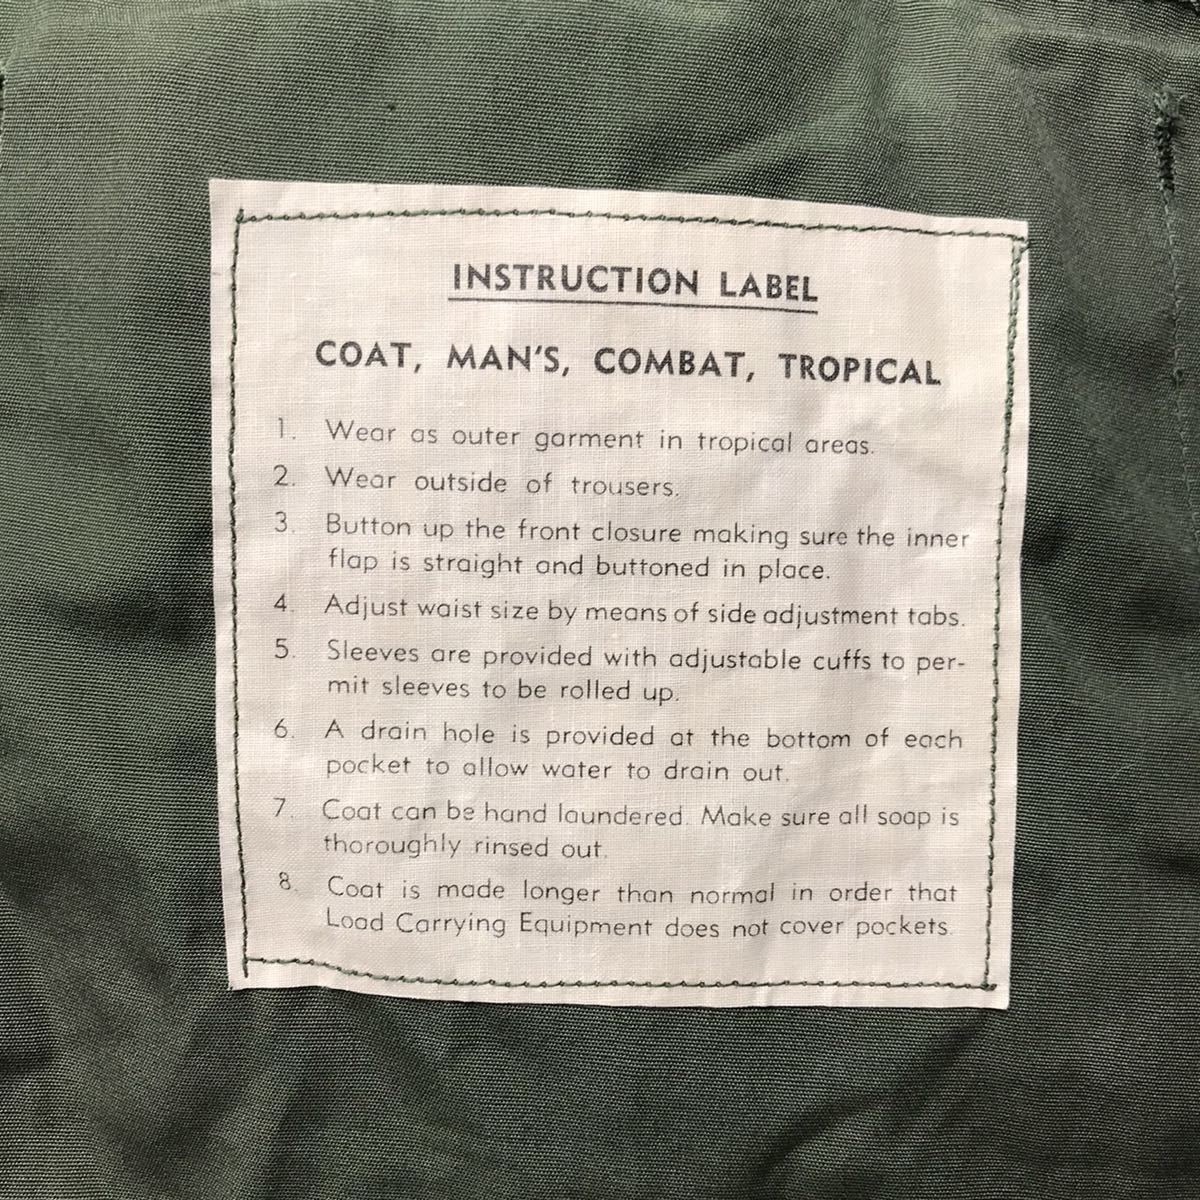 INSTRUCTION LABEL
COAT, MAN'S, COMBAT, TROPICAL
1. Wear as outer garment in tropical areas.
2. Wear outside of trousers.
3. Button up the front closure making sure the inner
flap is straight and buttoned in place.
4. Adjust waist size by means of side adjustment tabs.
5. Sleeves are provided with adjustable cuffs to per-
mit sleeves to be rolled up.
6. A drain hole is provided at the bottom of each
pocket to allow water to drain out.
7. Coat can be hand laundered. Make sure all soap is
thoroughly rinsed out.
8. Coat is made longer than normal in order that
Load Carrying Equipment does not cover pockets.